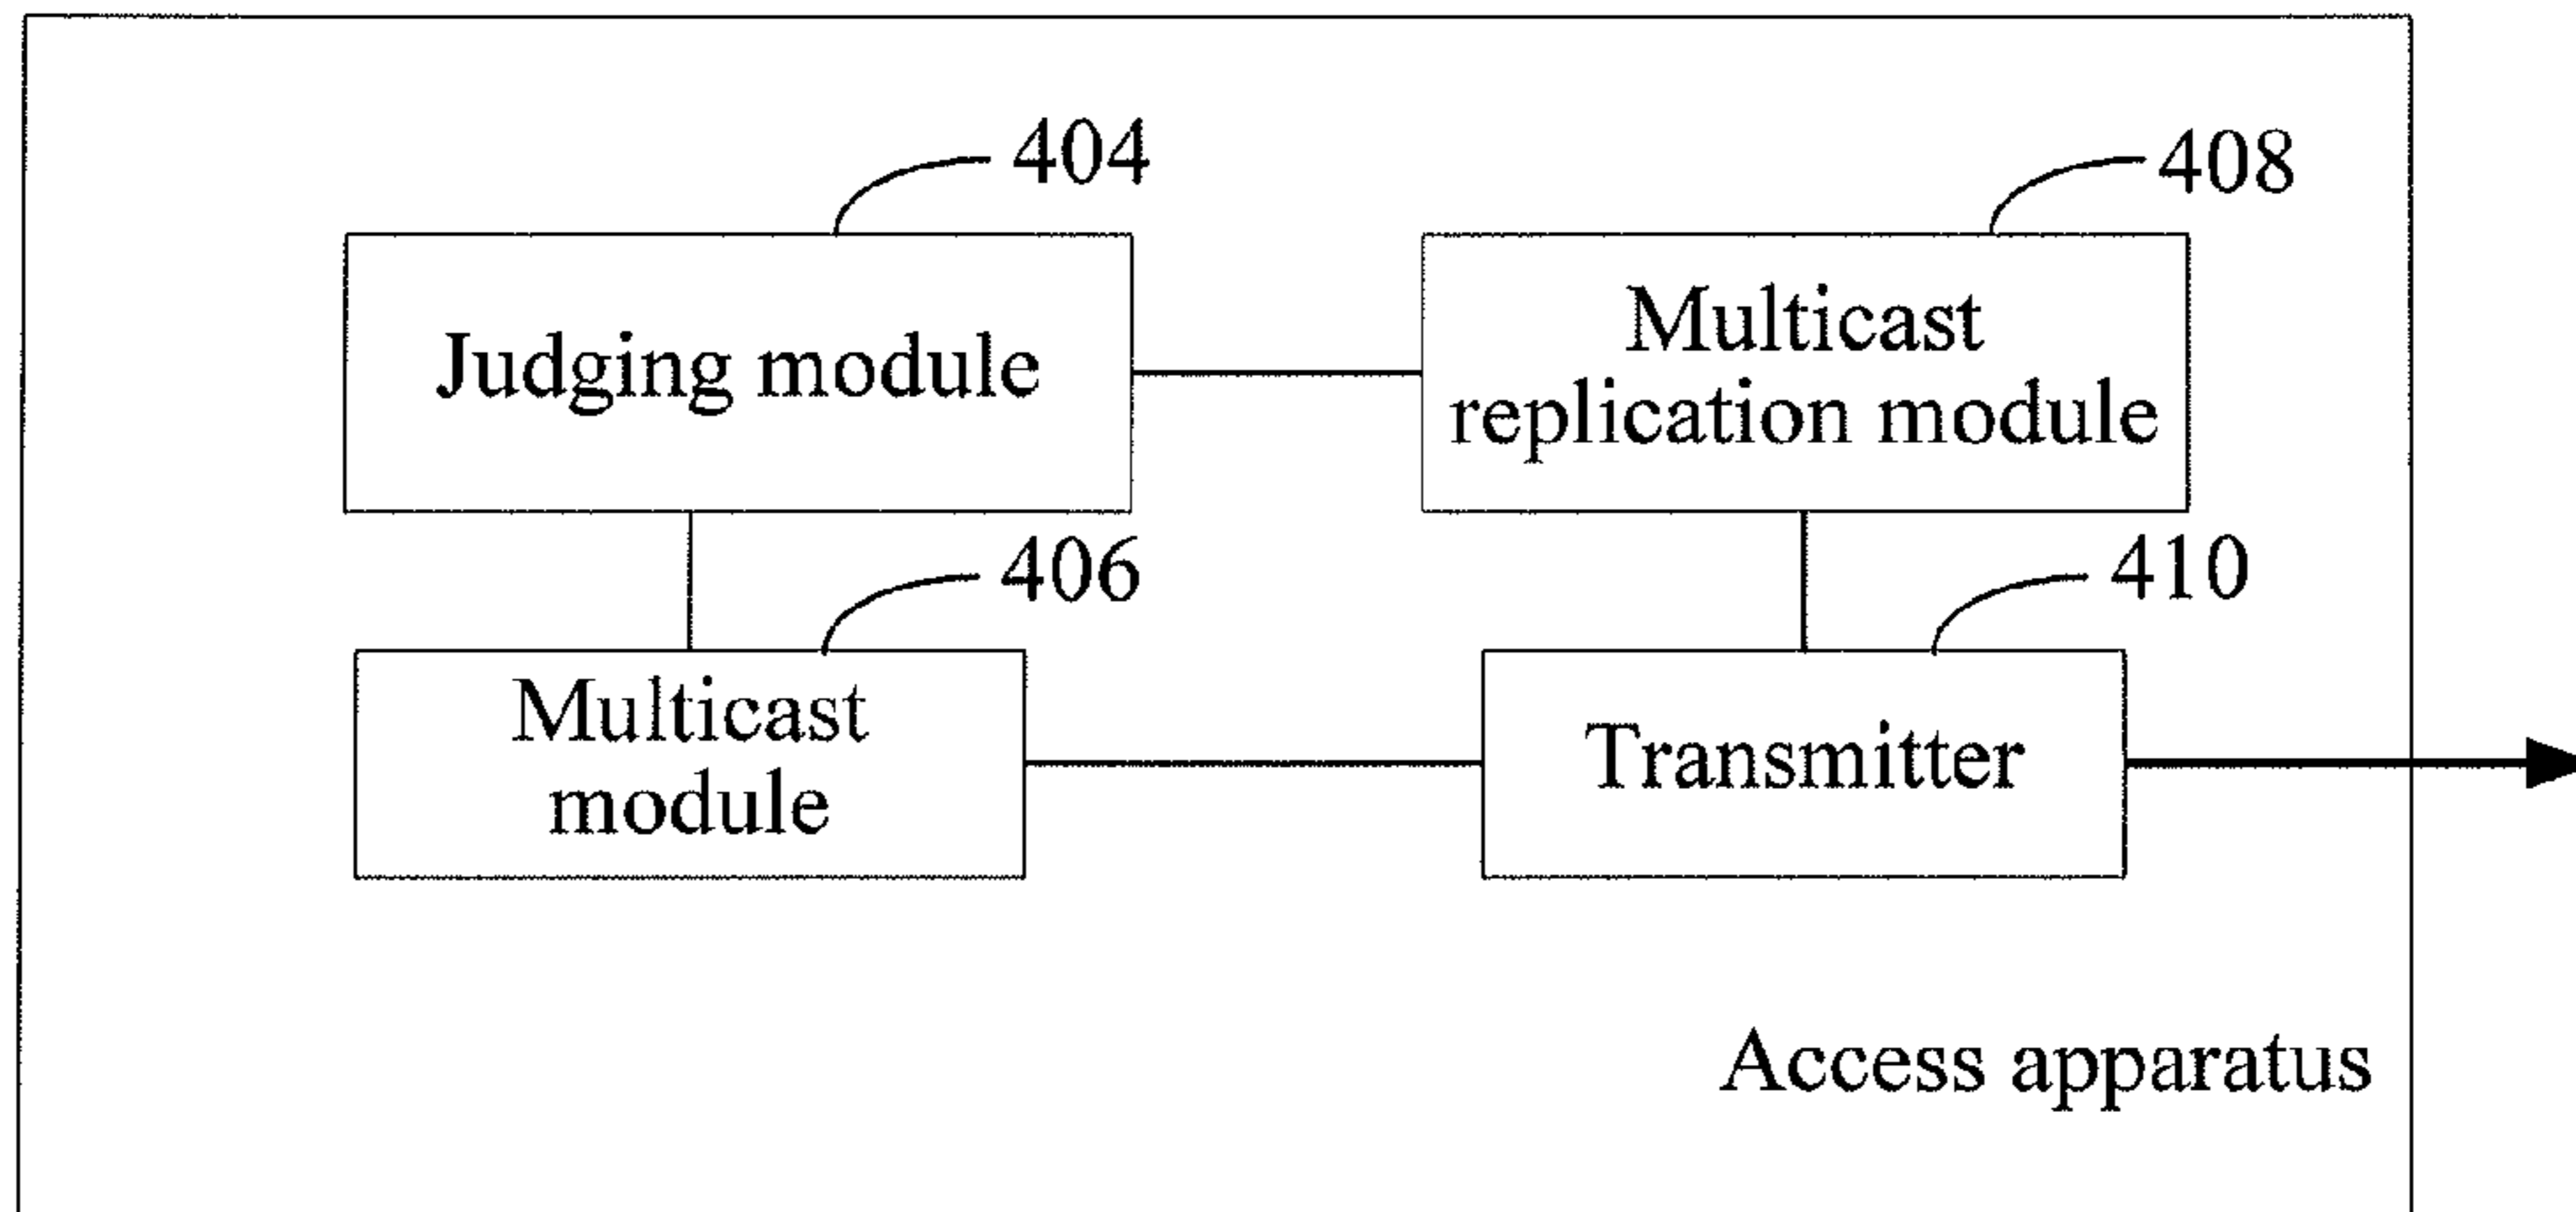 404
408
Judging module
Multicast
replication module
406
410
Multicast
module
Transmitter
Access apparatus